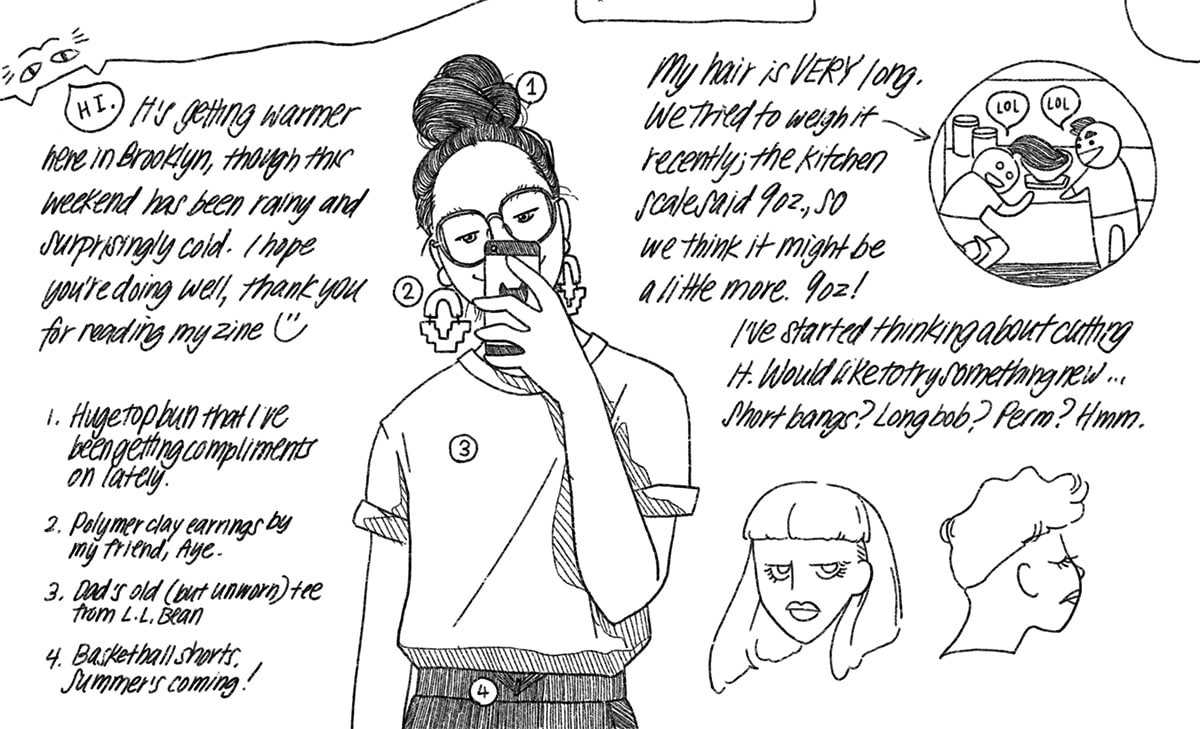 HI.
It's getting warmer
here in Brooklyn, though this
weekend has been rainy and
surprisingly cold. I hope
you're doing well, thank you
for reading my zine
1. Huge top bun that I've
been getting compliments
on lately.
2. Polymer clay earrings by
my friend, Aye.
3. Dad's old (but unworn) tee
from L.L. Bean
4. Basketball shorts,
summer's coming!
1
2
3
4
My hair is VERY long.
We tried to weigh it
recently; the kitchen
scale said 9oz., so
we think it might be
a little more. 9oz!
LOL
LOL
I've started thinking about cutting
it. Would like to try something new...
Short bangs? Long bob? Perm? Hmm.